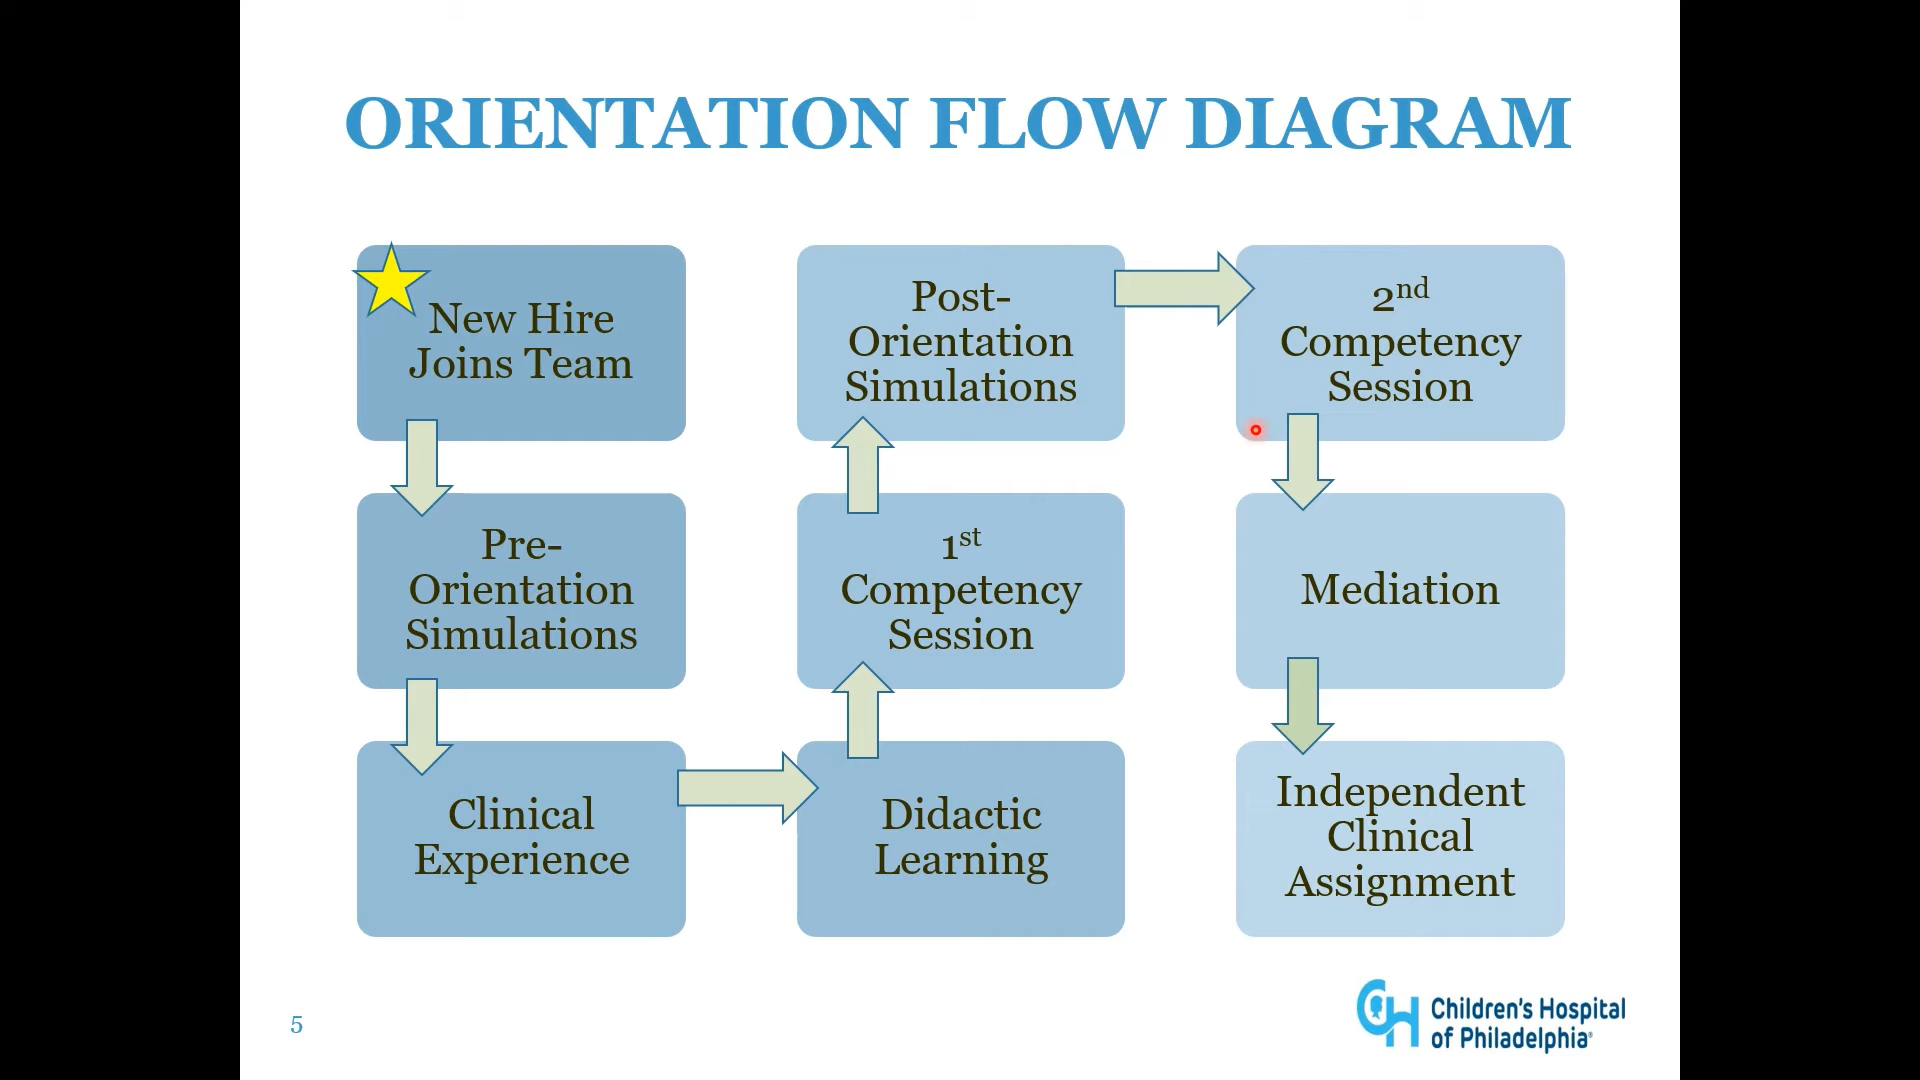 ORIENTATION FLOW DIAGRAM
New Hire
Joins Team
Pre-
Orientation
Simulations
Clinical
Experience
Didactic
Learning
1st
Competency
Session
Post-
Orientation
Simulations
2nd
Competency
Session
Mediation
Independent
Clinical
Assignment
5
CH
Children's Hospital
of Philadelphia®